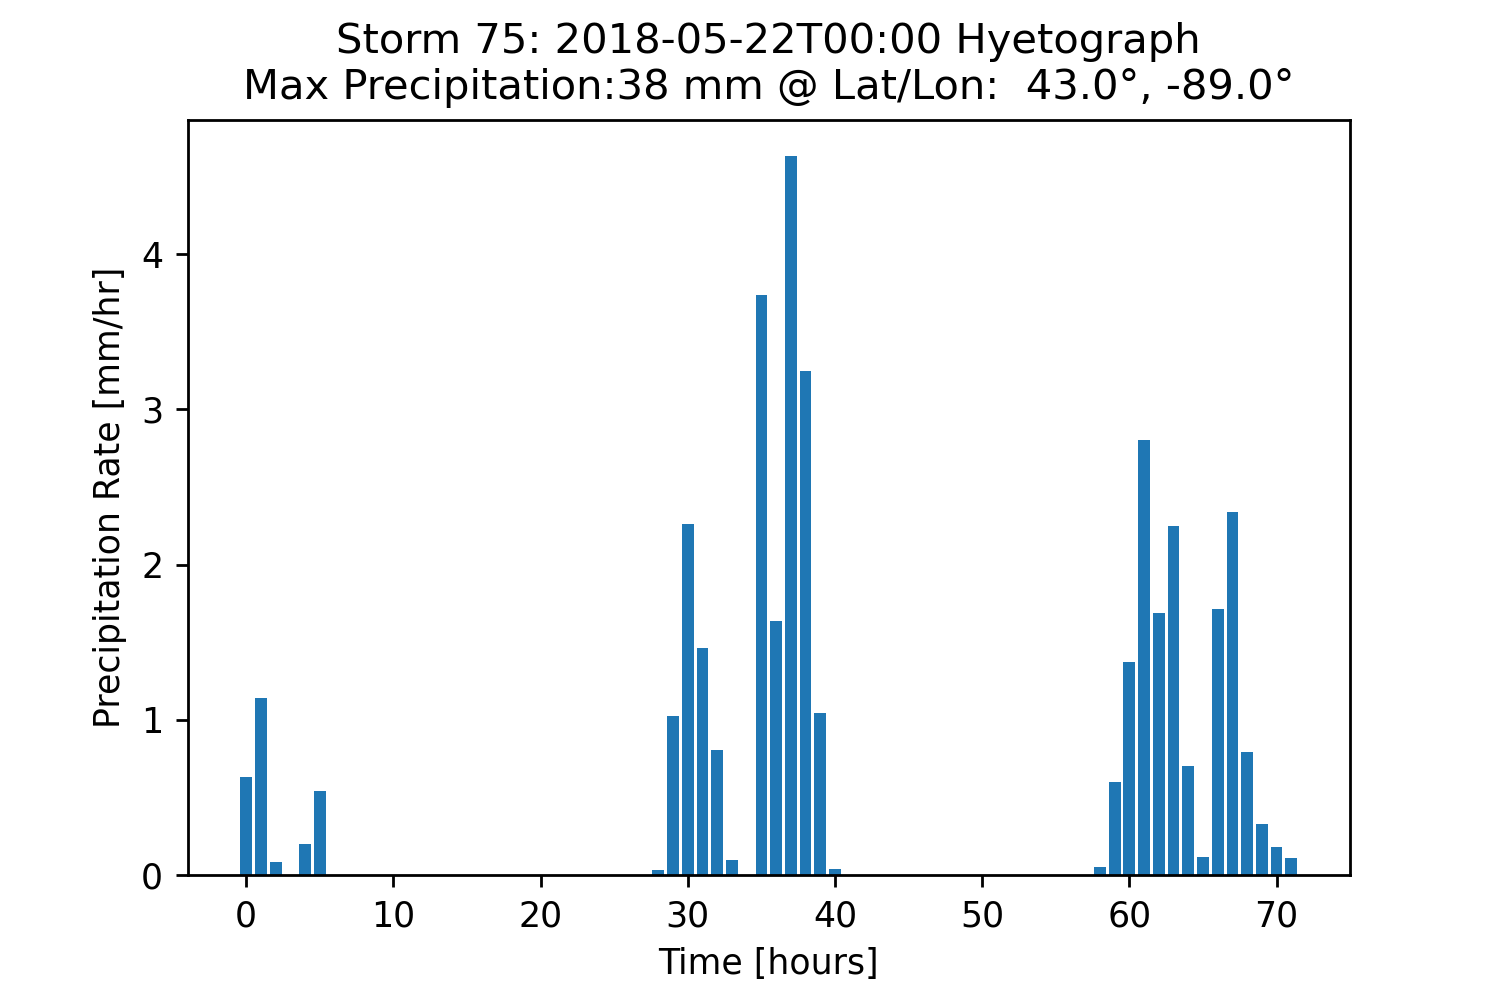 Storm 75: 2018-05-22T00:00 Hyetograph
Max Precipitation:38 mm @ Lat/Lon:  43.0°, -89.0°
Precipitation Rate [mm/hr]
4
3
2
1
0
0 10 20 30 40 50 60 70
Time [hours]